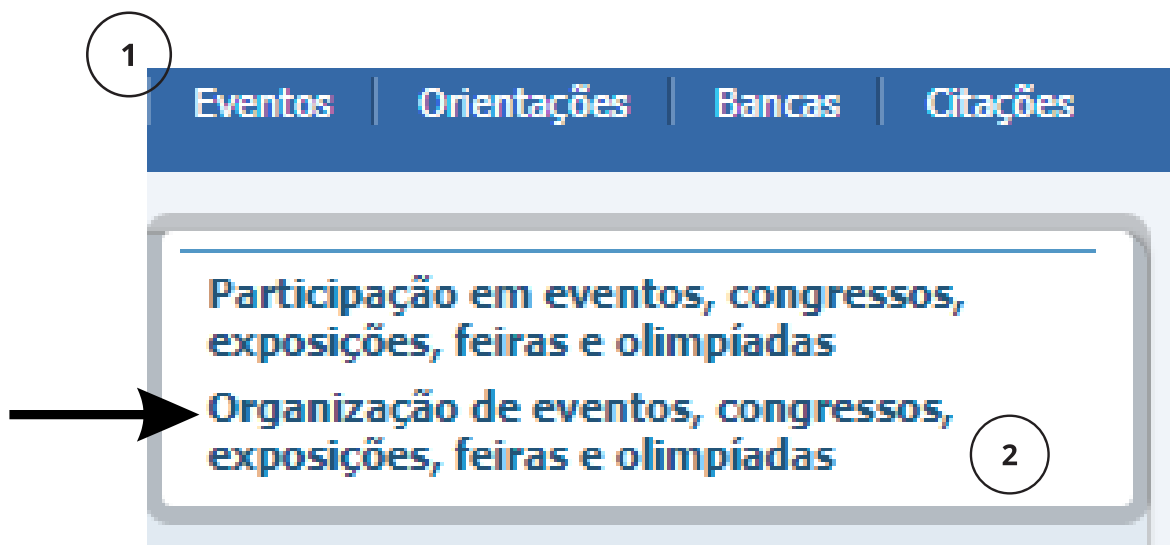 1
Eventos Orientações Bancas Citações
Participação em eventos, congressos,
exposições, feiras e olimpíadas
Organização de eventos, congressos,
exposições, feiras e olimpíadas
2